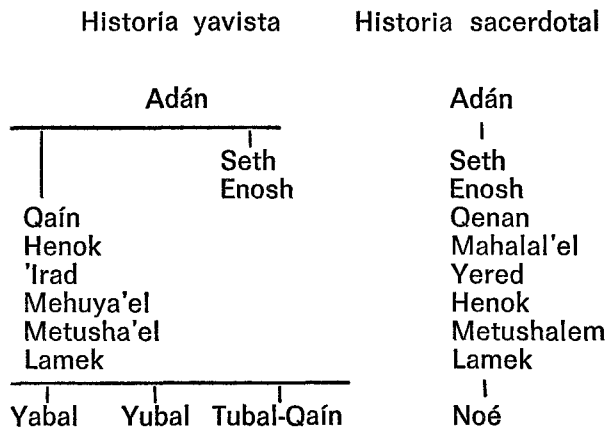 Historia yavista Historia sacerdotal
Adán Adán
Seth Seth
Enosh Enosh
Qaín Qenan
Henok Mahalal'el
'Irad Yered
Mehuya'el Henok
Metusha'el Metushalem
Lamek Lamek
Yabal Yubal Tubal-Qaín Noé